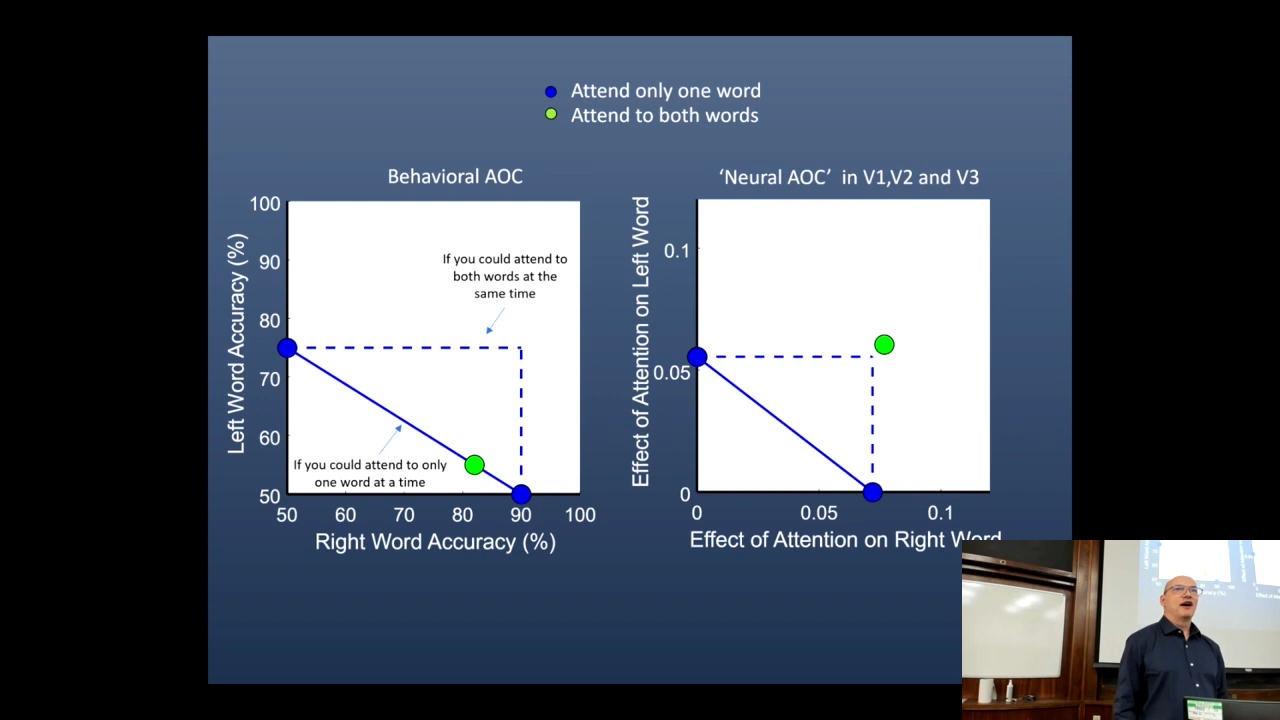 Attend only one word
Attend to both words
Behavioral AOC
100
90
80
70
60
50
Left Word Accuracy (%)
If you could attend to
both words at the
same time
If you could attend to only
one word at a time
50 60 70 80 90 100
Right Word Accuracy (%)
‘Neural AOC’ in V1,V2 and V3
0.1
0.05
0
Effect of Attention on Left Word
0 0.05 0.1
Effect of Attention on Right Word